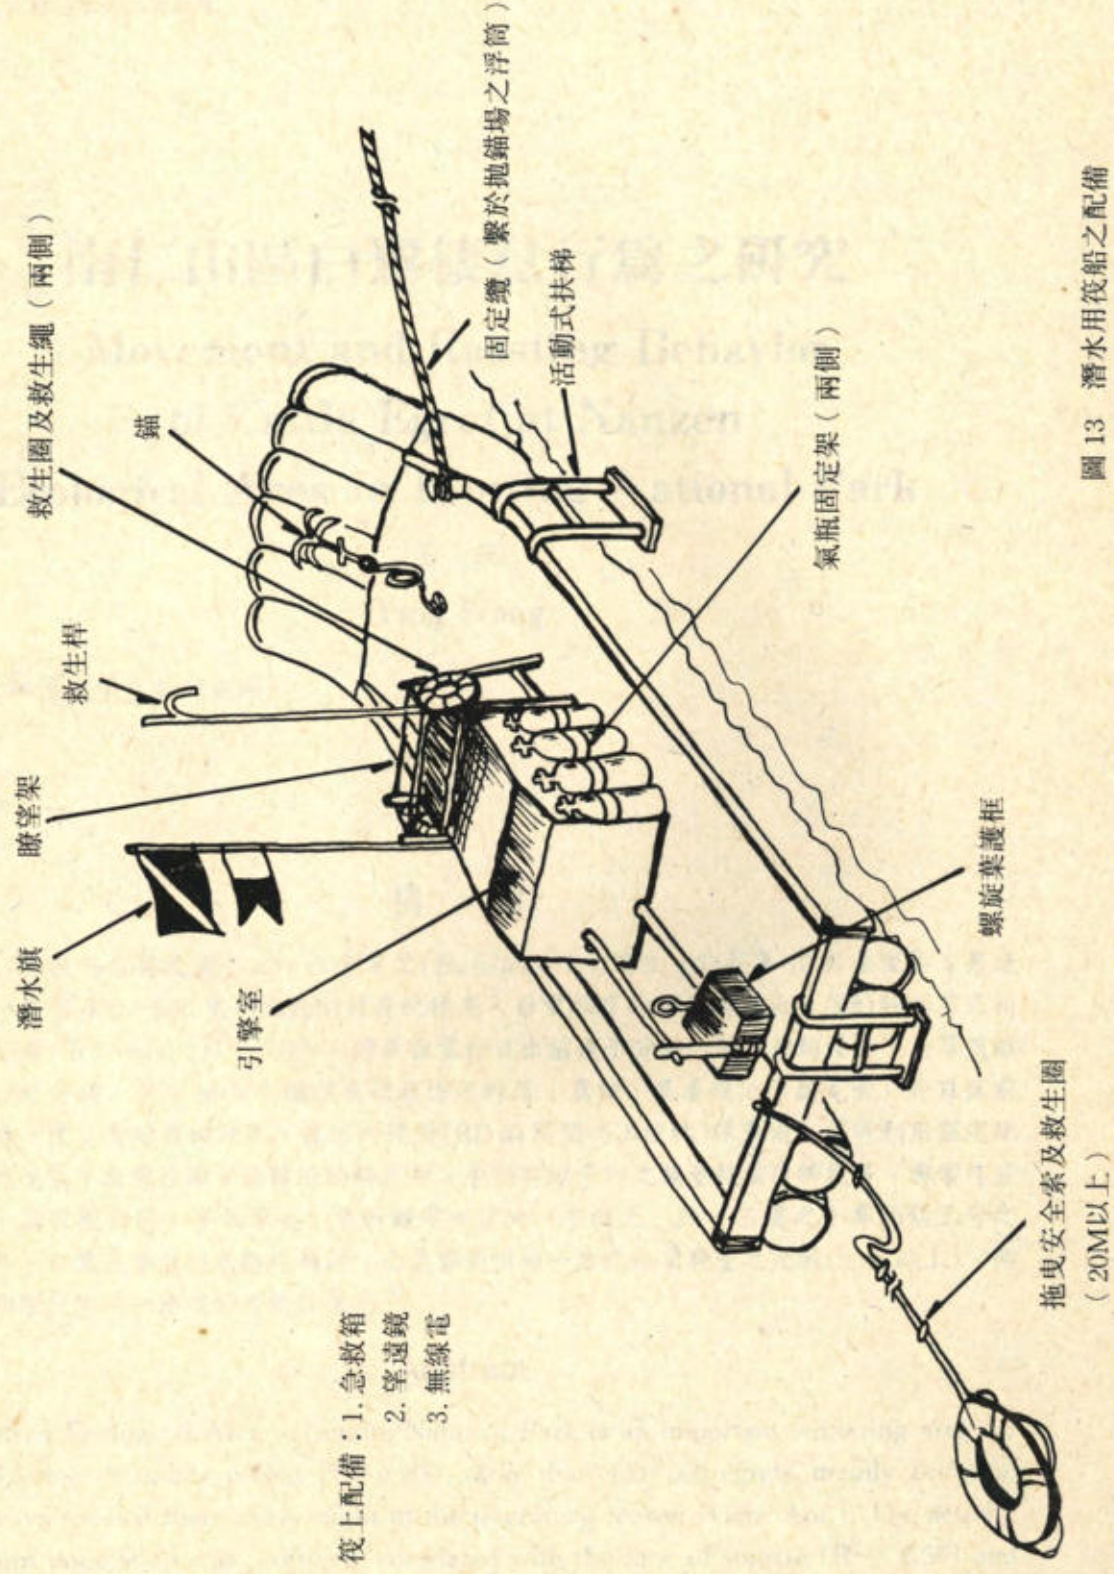 救生圈及救生繩（兩側）
錨
救生桿
瞭望架
潛水旗
引擎室
固定纜（繫於拋錨場之浮筒）
活動式扶梯
氣瓶固定架（兩側）
螺旋葉護框
拖曳安全索及救生圈
（20M以上）
筏上配備：1. 急救箱
2. 望遠鏡
3. 無線電
圖 13 潛水用筏船之配備